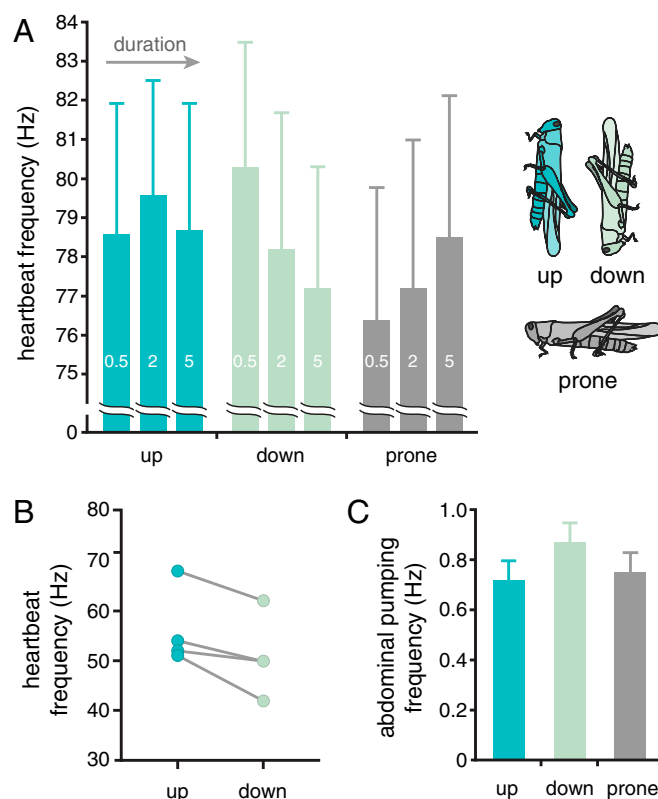 A
heartbeat frequency (Hz)
84
83
82
81
80
79
78
77
76
75
0
duration
0.5 2 5
0.5 2 5
0.5 2 5
up down prone
up down
prone
B
heartbeat
frequency (Hz)
80
70
60
50
40
30
up down
C
abdominal pumping
frequency (Hz)
1.0
0.8
0.6
0.4
0.2
0
up down prone